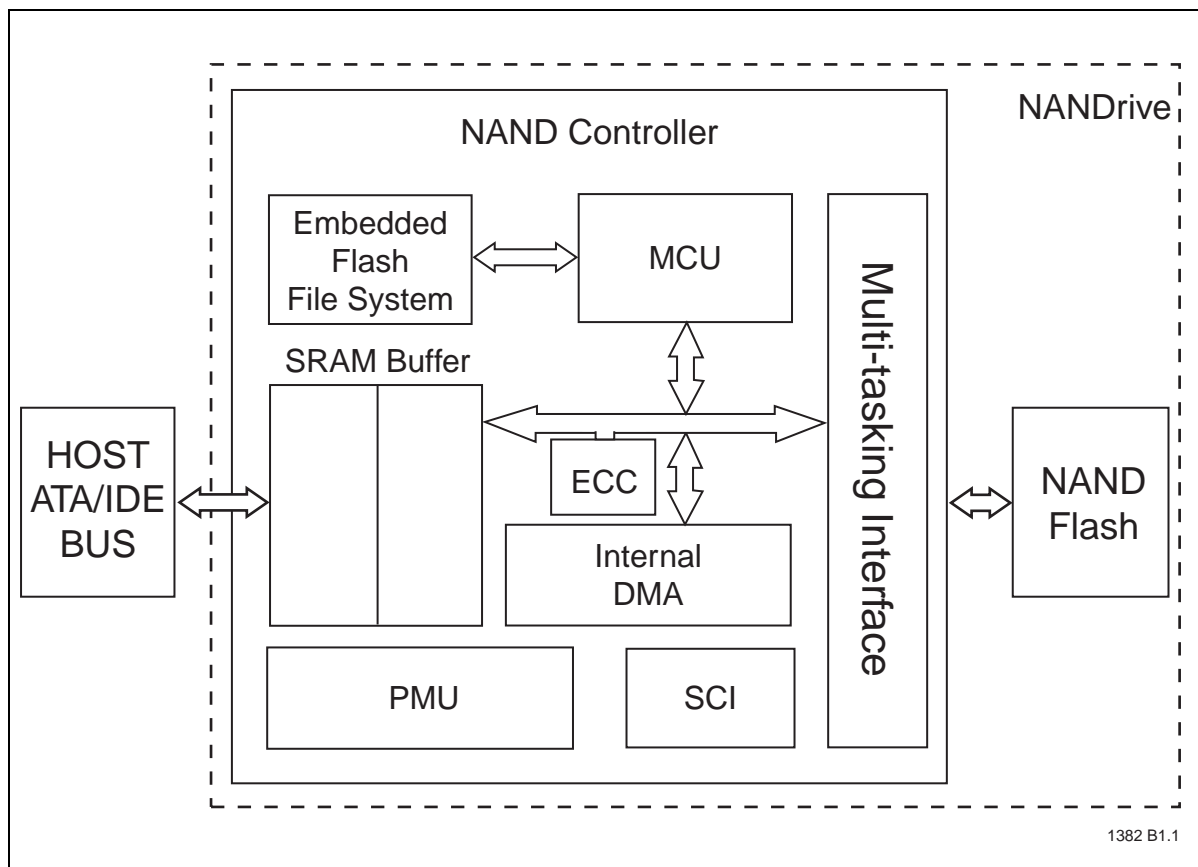 NANDrive
NAND Controller
Embedded
Flash
File System
MCU
Multi-tasking Interface
SRAM Buffer
HOST
ATA/IDE
BUS
ECC
NAND
Flash
Internal
DMA
PMU
SCI
1382 B1.1